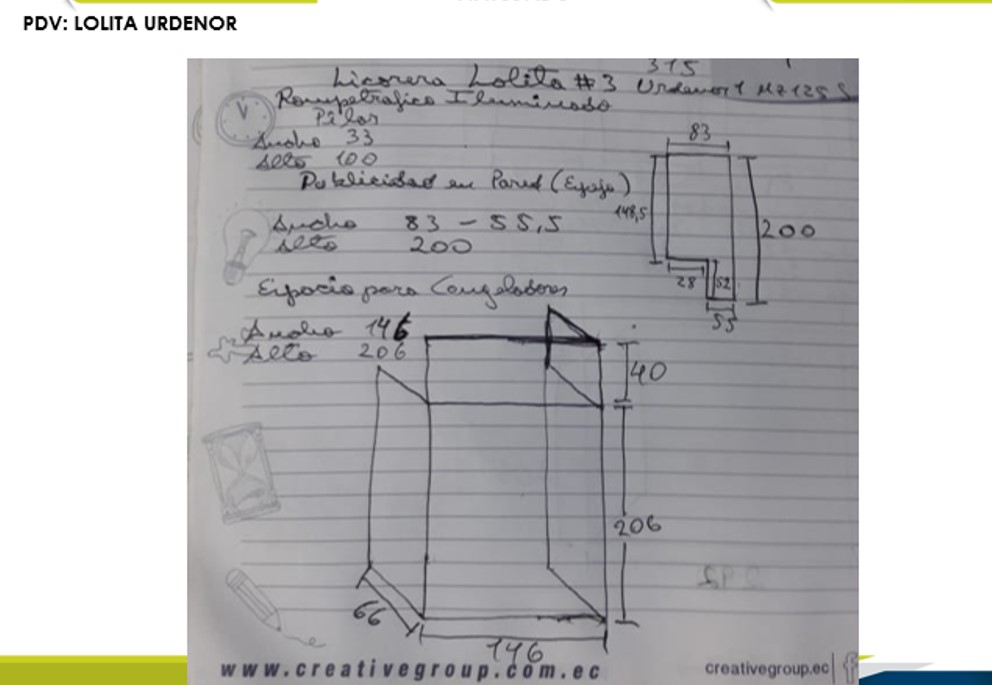 PDV: LOLITA URDENOR
315
Licorera Lolita #3 Urdenor 1 Mz 125 S
Rompetrafico Iluminado
Pilar
Ancho 33
Alto 100
Publicidad en Pared (Espejo)
Ancho 83 - 55,5
Alto 200
83
148,5
200
28
52
55
Espacio para Congeladores
Ancho 146
Alto 206
40
206
66
146
www.creativegroup.com.ec
creativegroup.ec